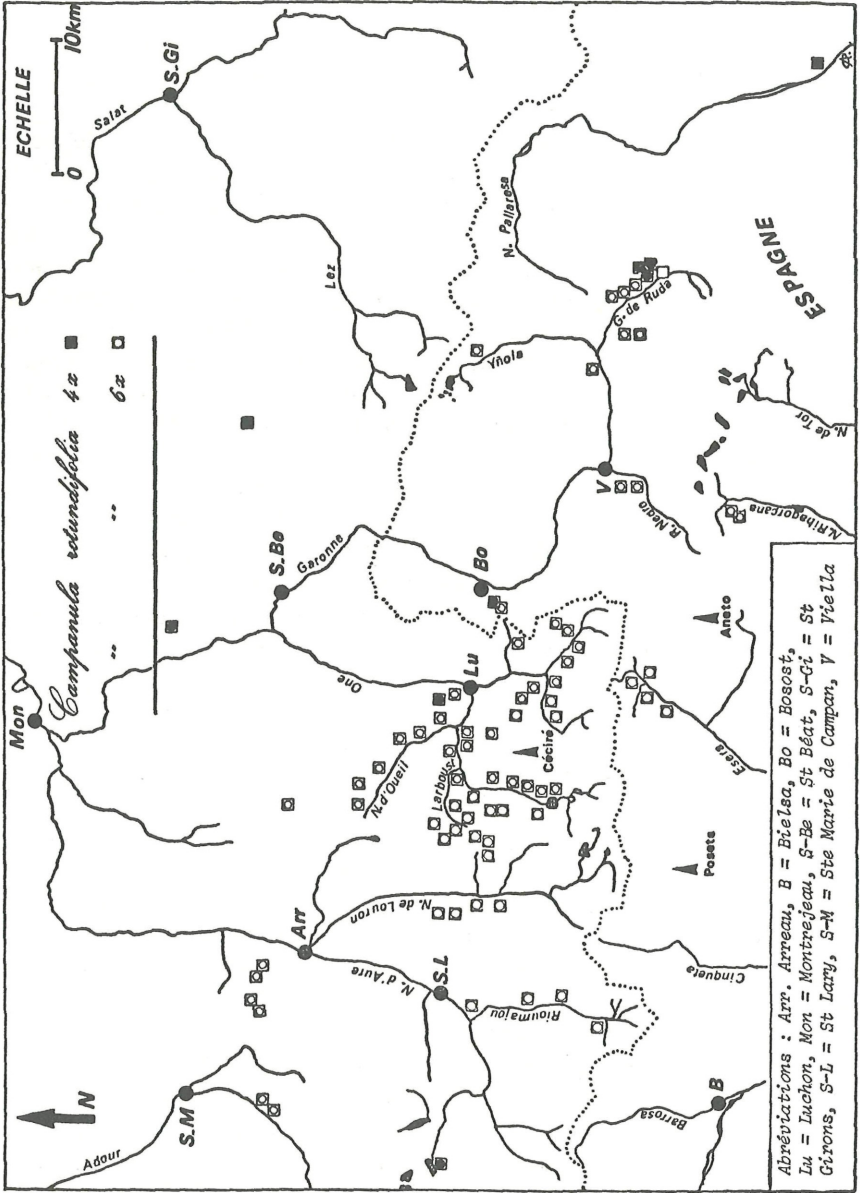 ECHELLE
0 10km
N
Campanula rotundifolia 4x
" 6x
Mon
S.Gi
Salat
Lez
S.Be
Garonne
One
S.M
Adour
Arr
N. d'Aure
N. de Louron
S.L
Rioumajou
N. d'Oueil
Larboust
Lu
Céciré
Bo
V
Yñola
G. de Ruda
N. Pallaresa
R. Negro
N. Ribagorçana
N. de Tor
ESPAGNE
Aneto
Esera
Posets
Cinqueta
Barrosa
B
Abréviations : Arr. Arreau, B = Bielsa, Bo = Bosost,
Lu = Luchon, Mon = Montrejeau, S-Be = St Béat, S-Gi = St
Girons, S-L = St Lary, S-M = Ste Marie de Campan, V = Viella